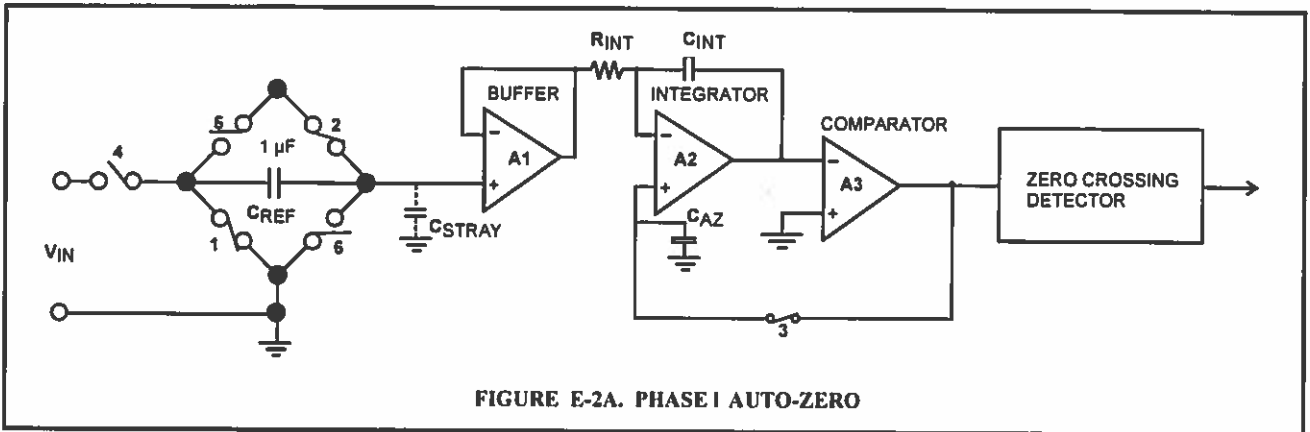 RINT
CINT
BUFFER
INTEGRATOR
COMPARATOR
5
2
1 µF
4
−
A1
+
−
A2
+
−
A3
+
ZERO CROSSING
DETECTOR
CREF
CSTRAY
CAZ
VIN
1
6
3
FIGURE E-2A. PHASE I AUTO-ZERO